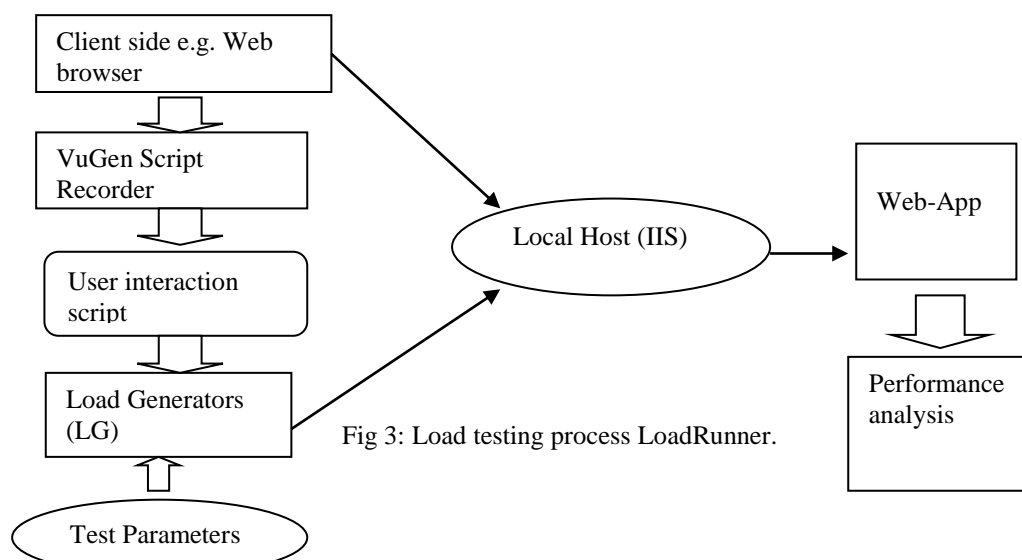 Client side e.g. Web
browser
VuGen Script
Recorder
User interaction
script
Load Generators
(LG)
Test Parameters
Local Host (IIS)
Web-App
Performance
analysis
Fig 3: Load testing process LoadRunner.